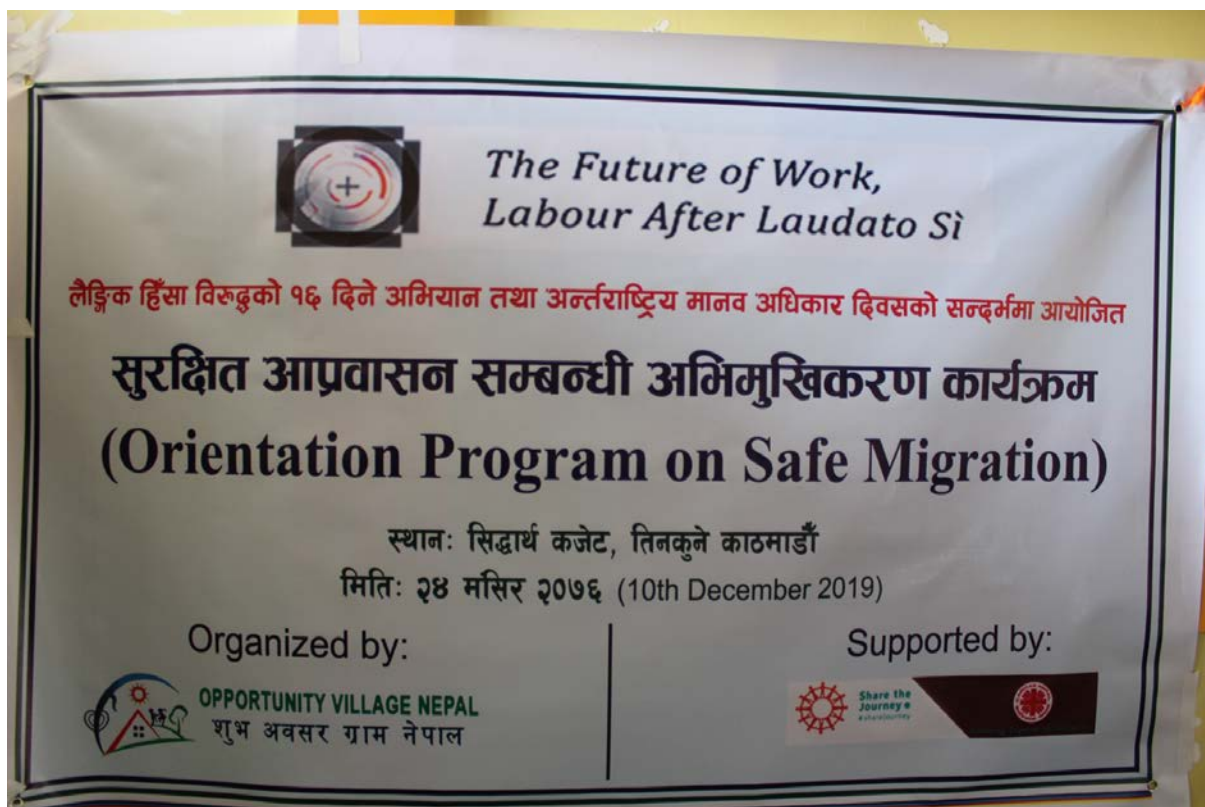 The Future of Work,
Labour After Laudato Sì
लैङ्गिक हिँसा विरुद्धको १६ दिने अभियान तथा अर्न्तराष्ट्रिय मानव अधिकार दिवसको सन्दर्भमा आयोजित
सुरक्षित आप्रवासन सम्बन्धी अभिमुखिकरण कार्यक्रम
(Orientation Program on Safe Migration)
स्थानः सिद्धार्थ कजेट, तिनकुने काठमाडौँ
मितिः २४ मंसिर २०७६ (10th December 2019)
Organized by:
OPPORTUNITY VILLAGE NEPAL
शुभ अवसर ग्राम नेपाल
Supported by:
Share the
Journey
#sharejourney